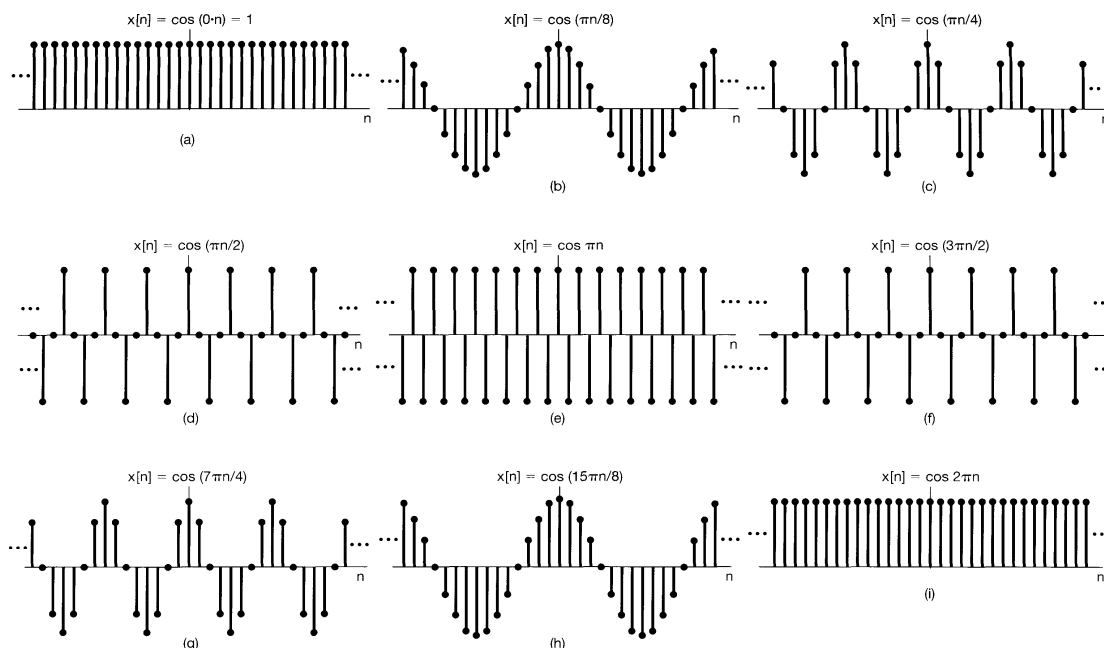 x[n] = cos (0·n) = 1
x[n] = cos (πn/8)
x[n] = cos (πn/4)
... ... n
(a)
... ... n
(b)
... ... n
(c)
x[n] = cos (πn/2)
x[n] = cos πn
x[n] = cos (3πn/2)
... ... n
... ...
(d)
... ... n
... ...
(e)
... ... n
... ...
(f)
x[n] = cos (7πn/4)
x[n] = cos (15πn/8)
x[n] = cos 2πn
... ... n
(g)
... ... n
(h)
... ... n
(i)